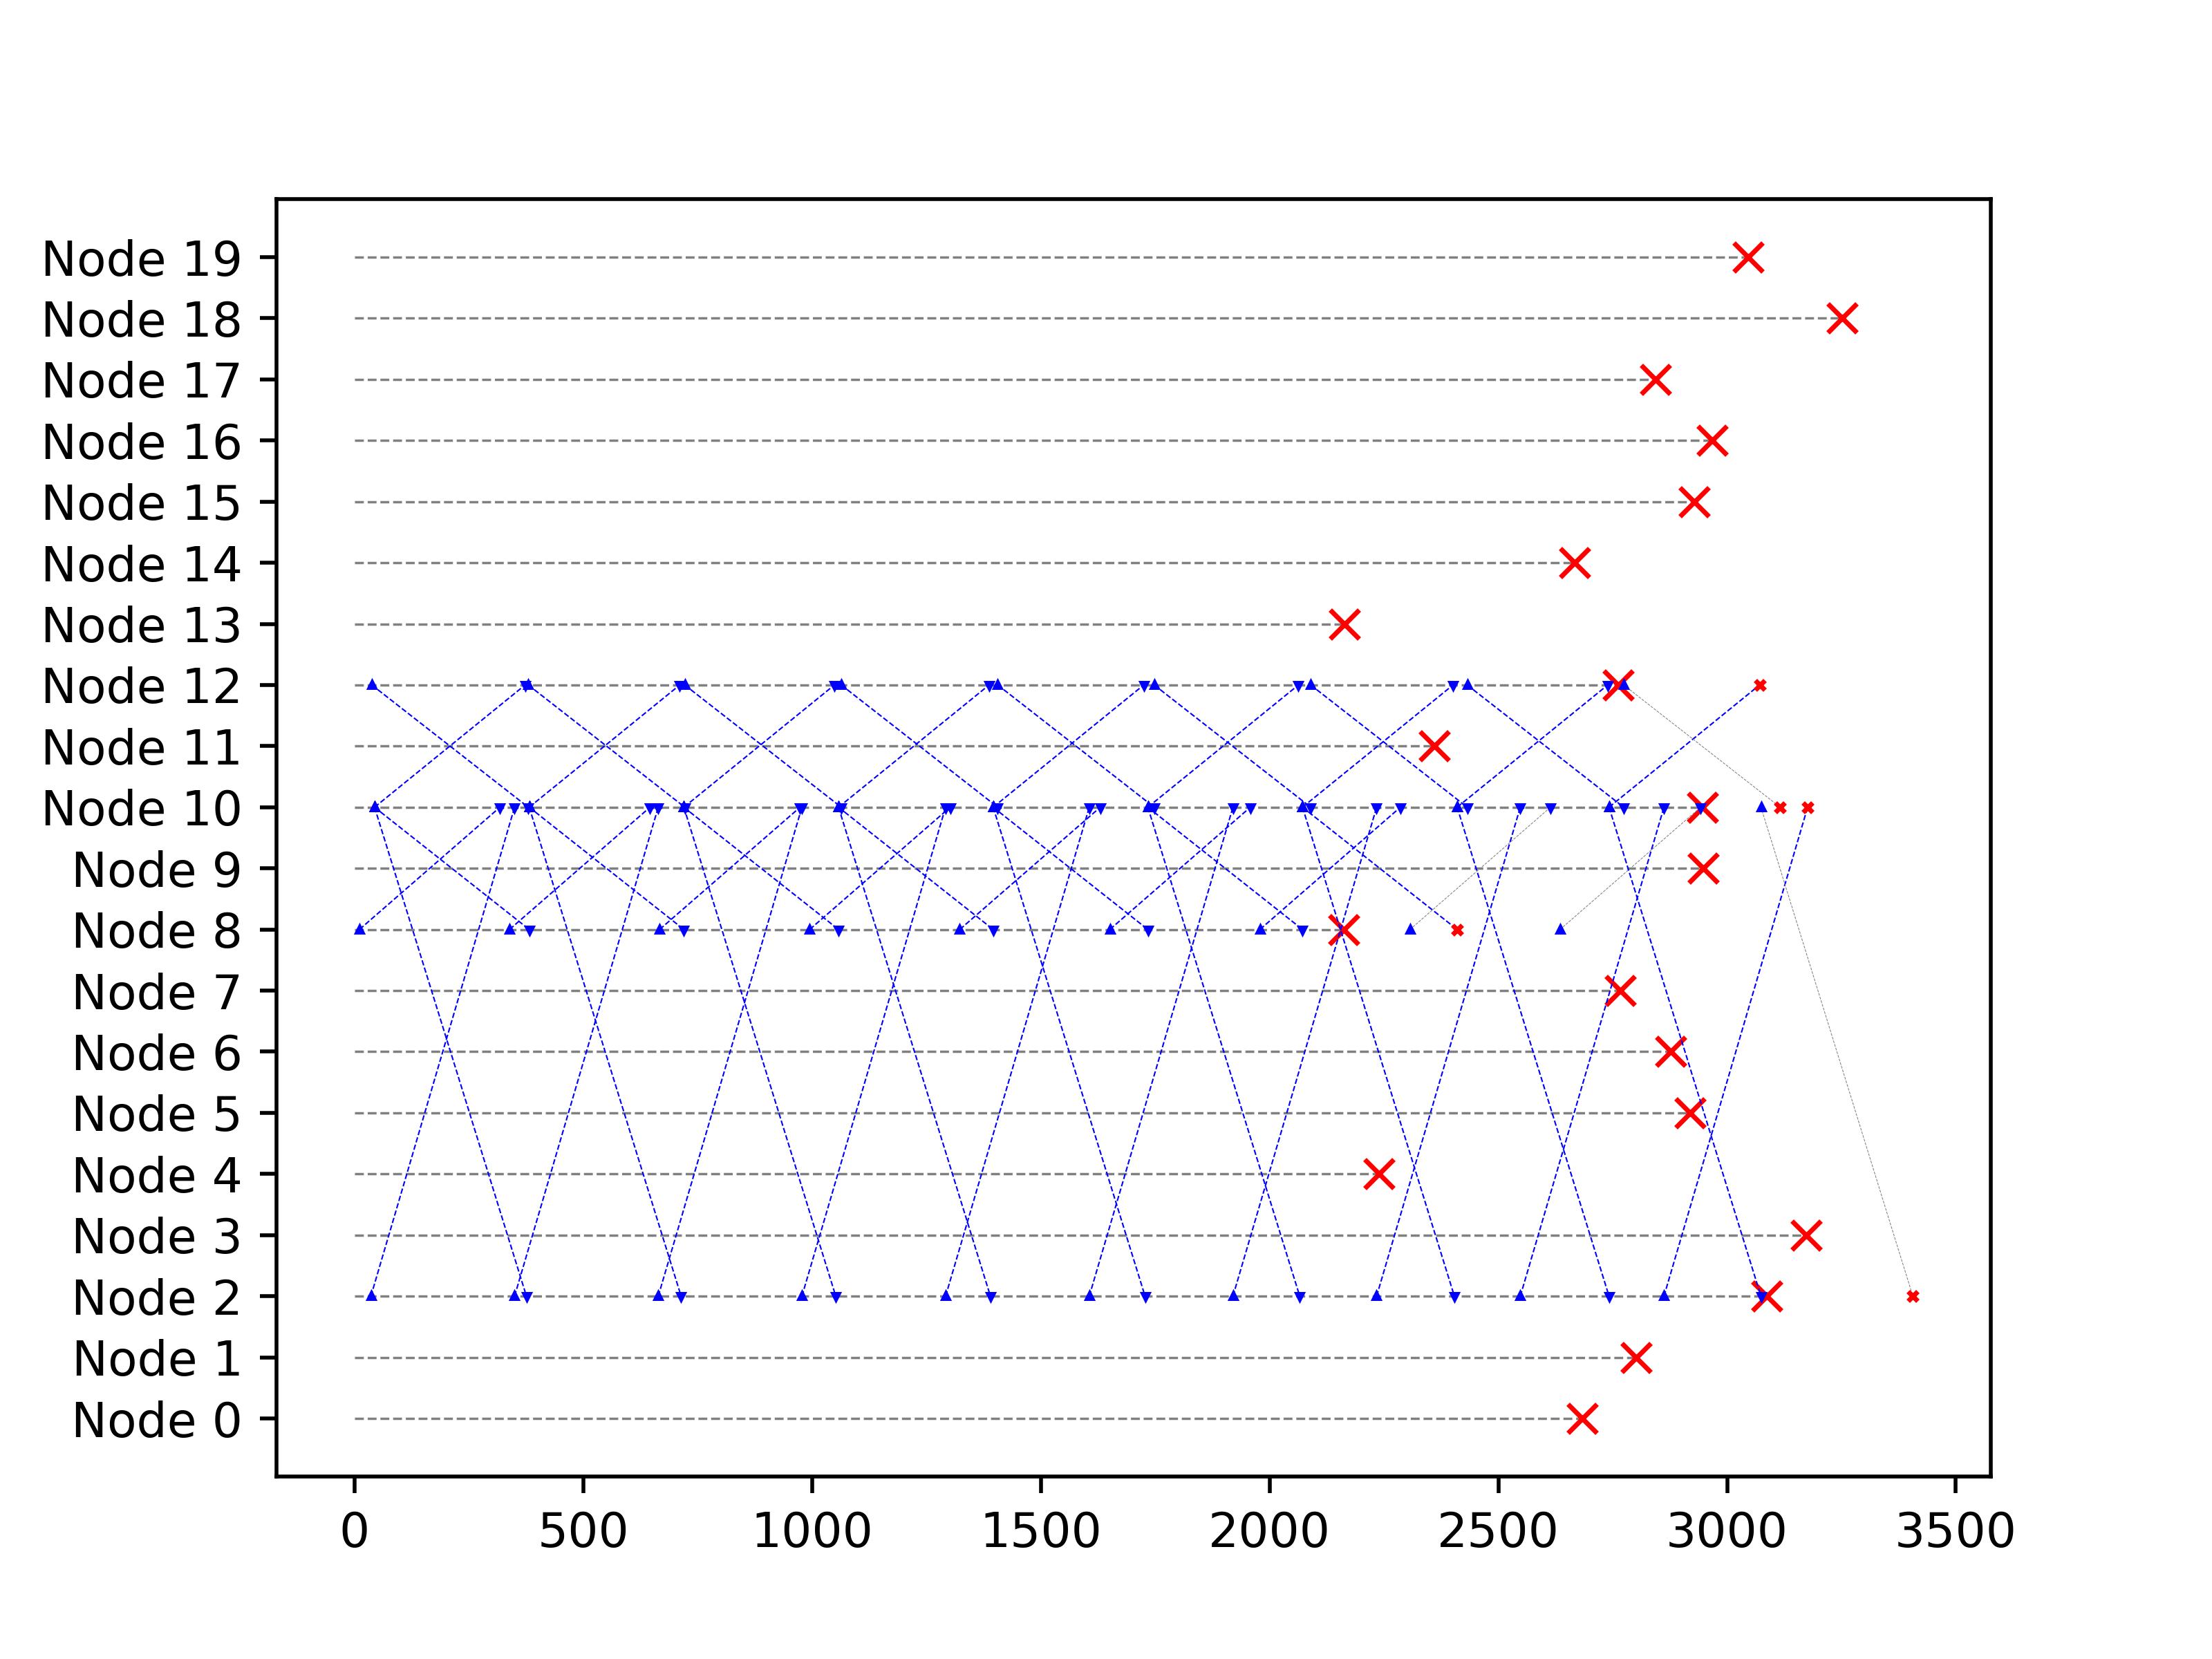 Node 19
Node 18
Node 17
Node 16
Node 15
Node 14
Node 13
Node 12
Node 11
Node 10
Node 9
Node 8
Node 7
Node 6
Node 5
Node 4
Node 3
Node 2
Node 1
Node 0
0 500 1000 1500 2000 2500 3000 3500